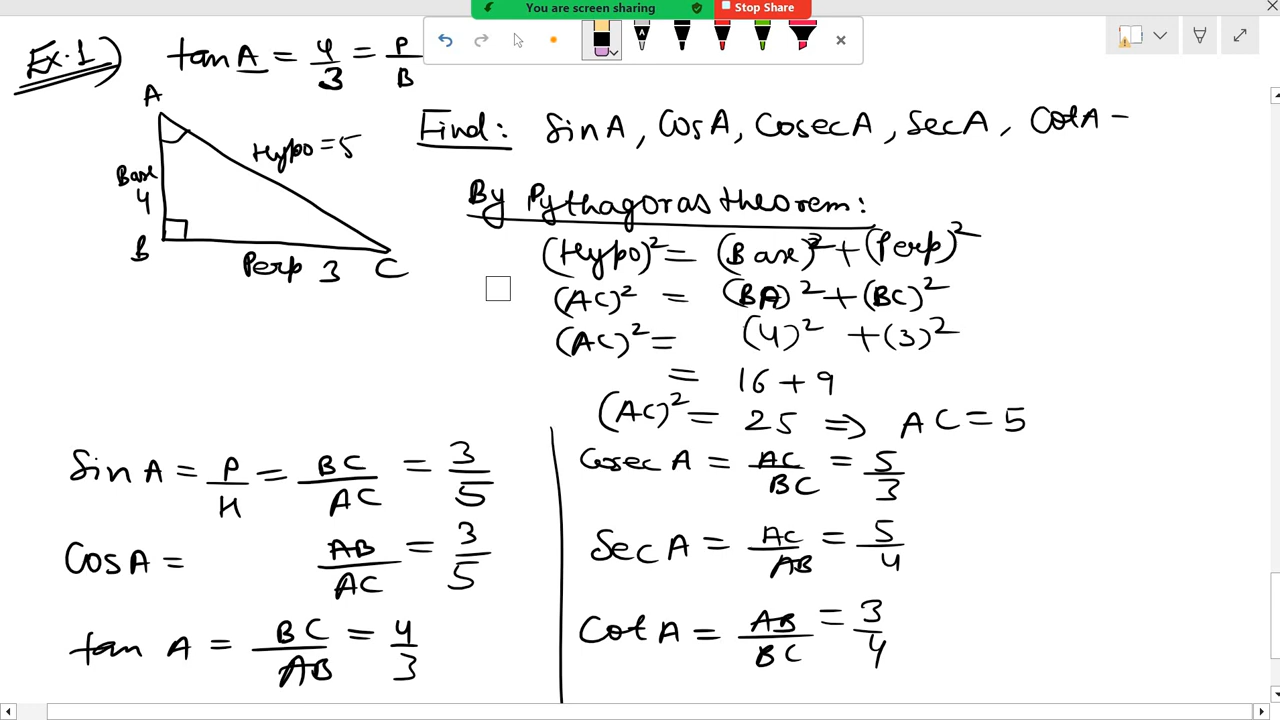 You are screen sharing Stop Share
Ex.1) tan A = 4/3 = P/B
A
Find: Sin A, Cos A, Cosec A, Sec A, Cot A -
Hypo = 5
Base
4
B
Perp 3 C
By Pythagoras theorem:
(Hypo)² = (Base)² + (Perp)²
(AC)² = (BA)² + (BC)²
(AC)² = (4)² + (3)²
= 16 + 9
(AC)² = 25 ⇒ AC = 5
Sin A = P/H = BC/AC = 3/5
Cos A = AB/AC = 3/5
tan A = BC/AB = 4/3
Cosec A = AC/BC = 5/3
Sec A = AC/AB = 5/4
Cot A = AB/BC = 3/4